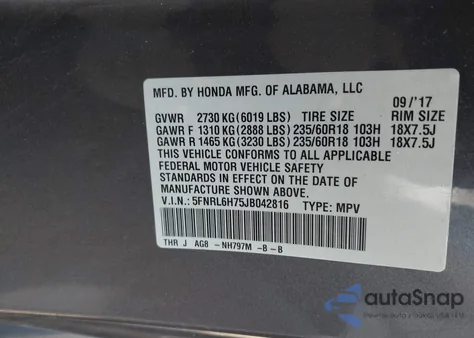 MFD. BY HONDA MFG. OF ALABAMA, LLC
09/'17
GVWR 2730 KG (6019 LBS) TIRE SIZE RIM SIZE
GAWR F 1310 KG (2888 LBS) 235/60R18 103H 18X7.5J
GAWR R 1465 KG (3230 LBS) 235/60R18 103H 18X7.5J
THIS VEHICLE CONFORMS TO ALL APPLICABLE
FEDERAL MOTOR VEHICLE SAFETY
STANDARDS IN EFFECT ON THE DATE OF
MANUFACTURE SHOWN ABOVE.
V.I.N.: 5FNRL6H75JB042816 TYPE: MPV
THR J AG8 - NH797M -B - B
autoSnap